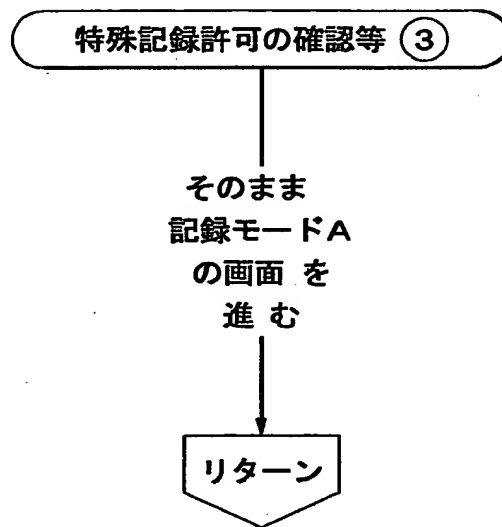 特殊記録許可の確認等 ③
そのまま
記録モードA
の画面 を
進 む
リターン